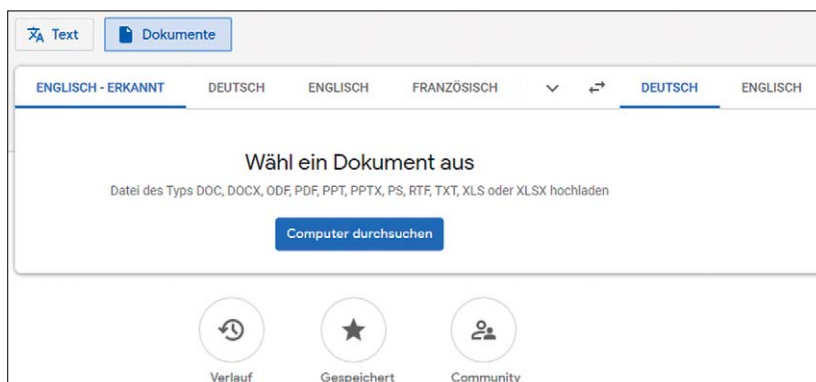 Text Dokumente
ENGLISCH - ERKANNT DEUTSCH ENGLISCH FRANZÖSISCH DEUTSCH ENGLISCH
Wähl ein Dokument aus
Datei des Typs DOC, DOCX, ODF, PDF, PPT, PPTX, PS, RTF, TXT, XLS oder XLSX hochladen
Computer durchsuchen
Verlauf Gespeichert Community